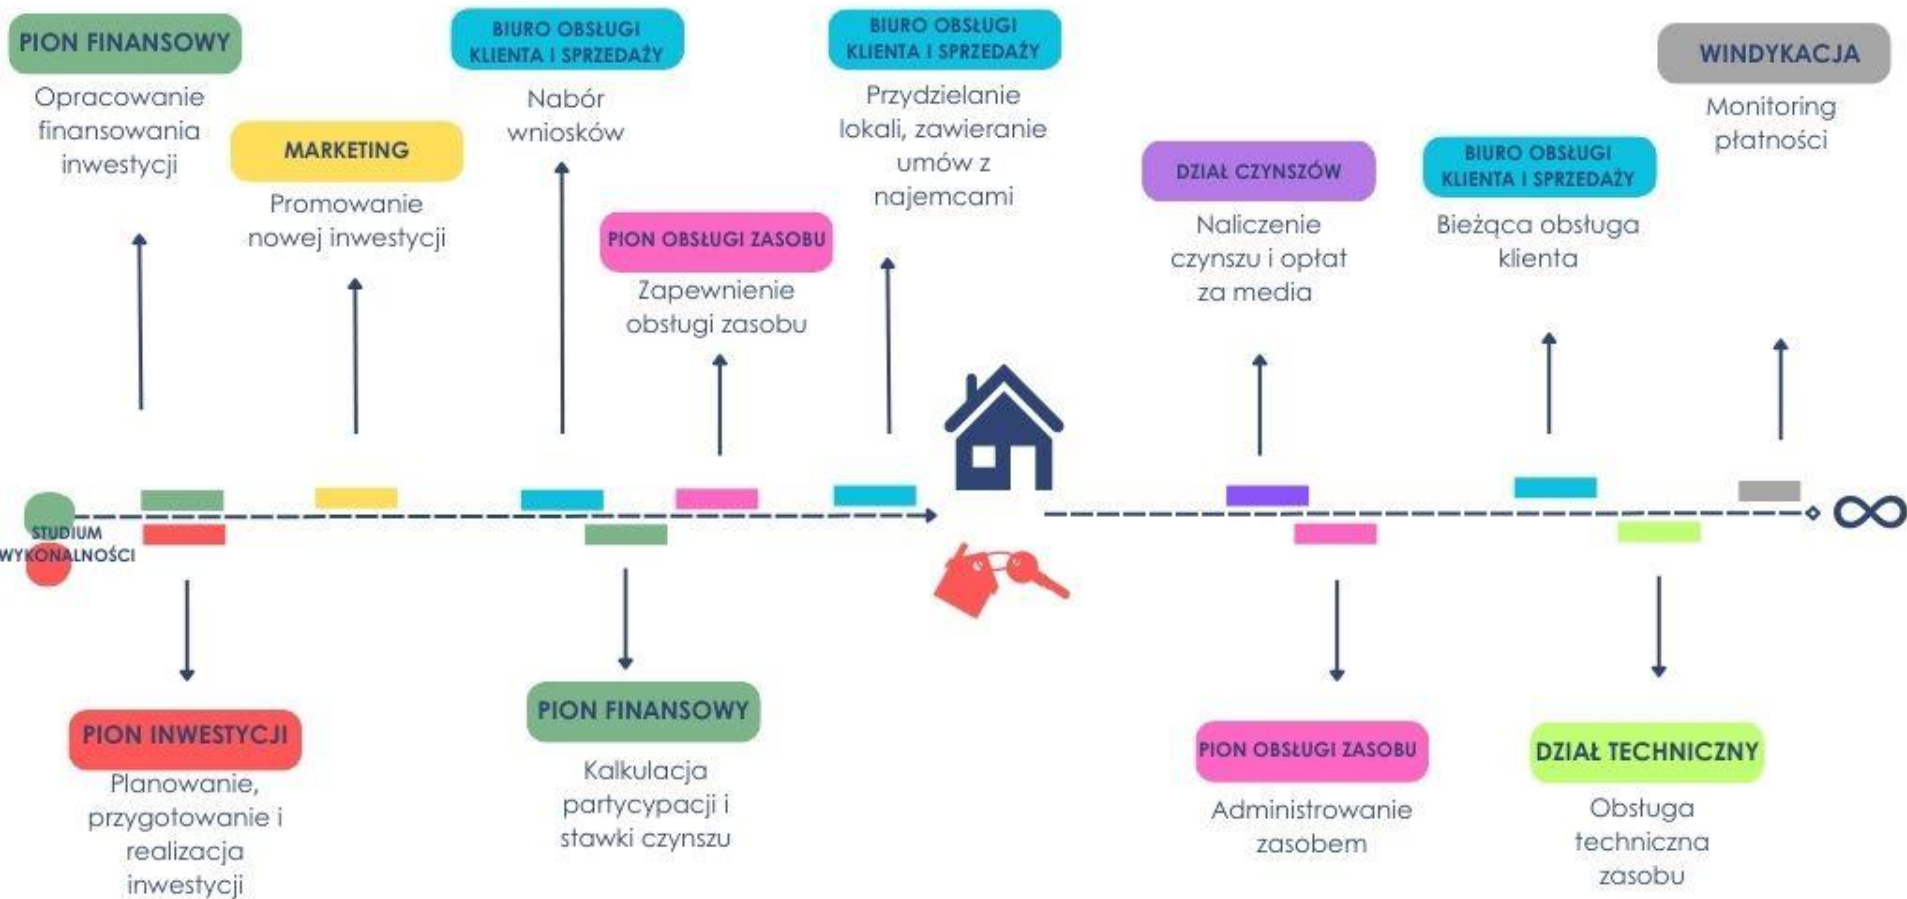 PION FINANSOWY
Opracowanie
finansowania
inwestycji
MARKETING
Promowanie
nowej inwestycji
BIURO OBSŁUGI
KLIENTA I SPRZEDAŻY
Nabór
wniosków
PION OBSŁUGI ZASOBU
Zapewnienie
obsługi zasobu
BIURO OBSŁUGI
KLIENTA I SPRZEDAŻY
Przydzielanie
lokali, zawieranie
umów z
najemcami
DZIAŁ CZYNSZÓW
Naliczenie
czynszu i opłat
za media
BIURO OBSŁUGI
KLIENTA I SPRZEDAŻY
Bieżąca obsługa
klienta
WINDYKACJA
Monitoring
płatności
STUDIUM
WYKONALNOŚCI
PION INWESTYCJI
Planowanie,
przygotowanie i
realizacja
inwestycji
PION FINANSOWY
Kalkulacja
partycypacji i
stawki czynszu
PION OBSŁUGI ZASOBU
Administrowanie
zasobem
DZIAŁ TECHNICZNY
Obsługa
techniczna
zasobu